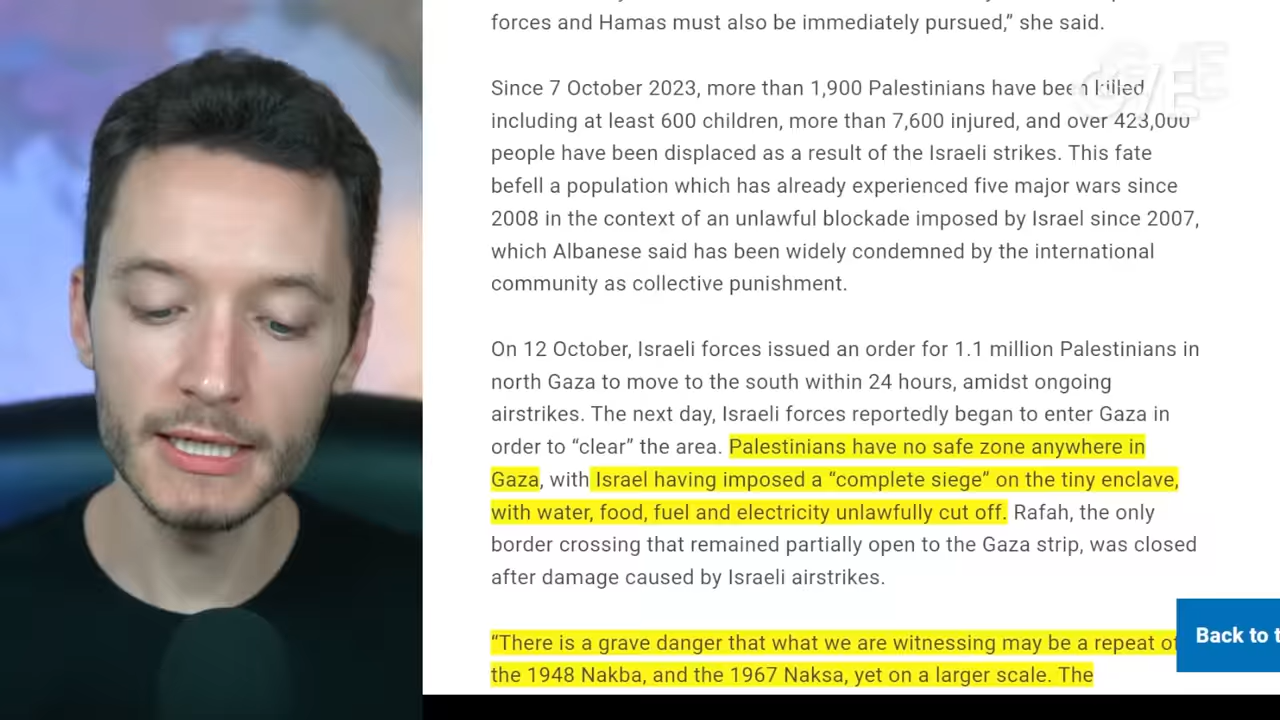 forces and Hamas must also be immediately pursued,” she said.
Since 7 October 2023, more than 1,900 Palestinians have been killed,
including at least 600 children, more than 7,600 injured, and over 423,000
people have been displaced as a result of the Israeli strikes. This fate
befell a population which has already experienced five major wars since
2008 in the context of an unlawful blockade imposed by Israel since 2007,
which Albanese said has been widely condemned by the international
community as collective punishment.
On 12 October, Israeli forces issued an order for 1.1 million Palestinians in
north Gaza to move to the south within 24 hours, amidst ongoing
airstrikes. The next day, Israeli forces reportedly began to enter Gaza in
order to “clear” the area. Palestinians have no safe zone anywhere in
Gaza, with Israel having imposed a “complete siege” on the tiny enclave,
with water, food, fuel and electricity unlawfully cut off. Rafah, the only
border crossing that remained partially open to the Gaza strip, was closed
after damage caused by Israeli airstrikes.
“There is a grave danger that what we are witnessing may be a repeat of
the 1948 Nakba, and the 1967 Naksa, yet on a larger scale. The
Back to t